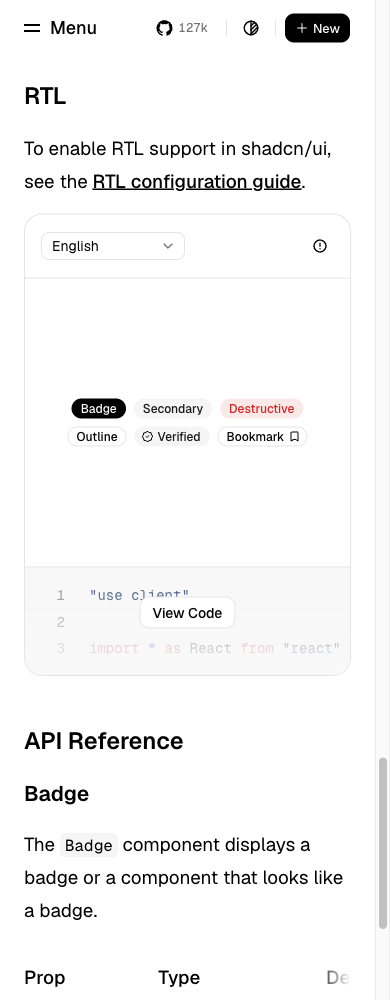 Menu
127k
+ New
RTL
To enable RTL support in shadcn/ui,
see the RTL configuration guide.
English
Badge Secondary Destructive
Outline Verified Bookmark
1 "use client"
View Code
2
3 import * as React from "react"
API Reference
Badge
The Badge component displays a
badge or a component that looks like
a badge.
Prop Type De